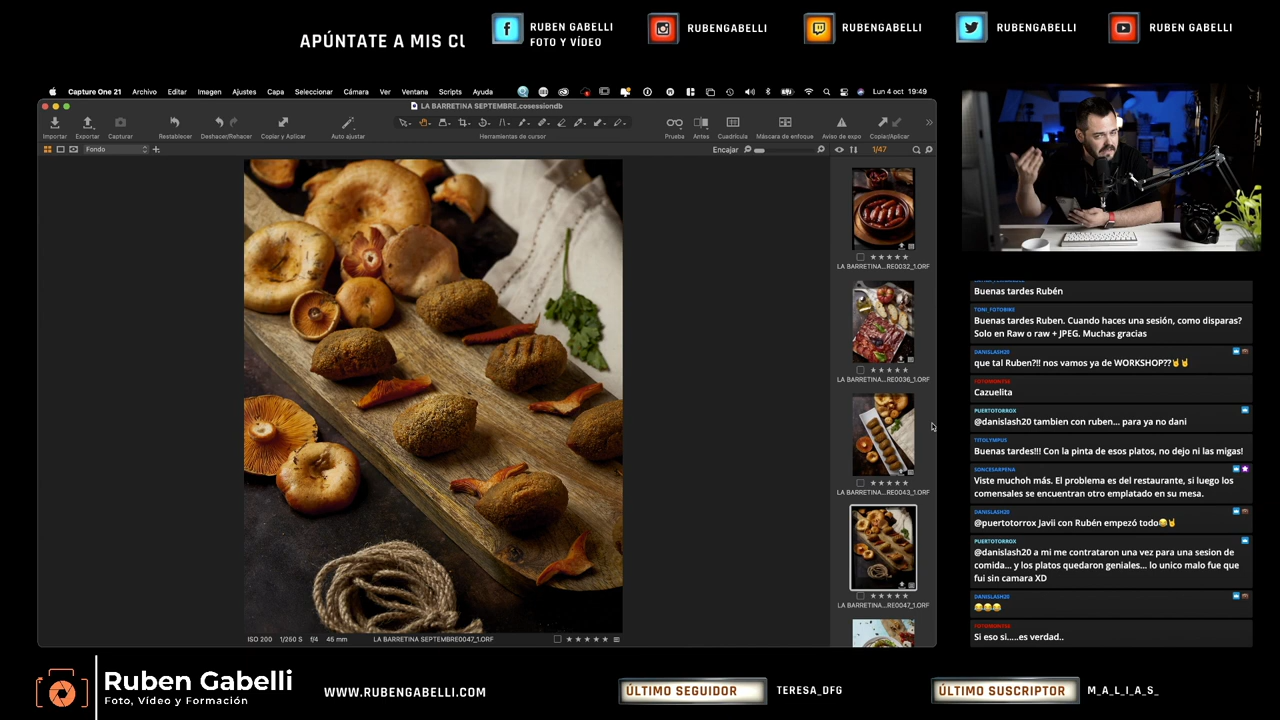 APÚNTATE A MIS CL
RUBEN GABELLI
FOTO Y VÍDEO
RUBENGABELLI
RUBENGABELLI
RUBENGABELLI
RUBEN GABELLI
Capture One 21 Archivo Editar Imagen Ajustes Capa Seleccionar Cámara Ver Ventana Scripts Ayuda
Lun 4 oct 19:49
LA BARRETINA SEPTEMBRE.cosessiondb
Importar Exportar Capturar Restablecer Deshacer/Rehacer Copiar y Aplicar Auto ajustar Herramientas de cursor Prueba Antes Cuadrícula Máscara de enfoque Aviso de expo Copiar/Aplicar
Fondo
Encajar
1/47
LA BARRETINA...RE0032_1.ORF
LA BARRETINA...RE0036_1.ORF
LA BARRETINA...RE0043_1.ORF
LA BARRETINA...RE0047_1.ORF
ISO 200 1/260 S f/4 45 mm LA BARRETINA SEPTEMBRE0047_1.ORF
Buenas tardes Rubén
TONI_FOTOBIKE
Buenas tardes Ruben. Cuando haces una sesión, como disparas?
Solo en Raw o raw + JPEG. Muchas gracias
DANISLASH20
que tal Ruben?!! nos vamos ya de WORKSHOP??🤘🤘
Cazuelita
PUERTOTORROX
@danislash20 tambien con ruben... para ya no dani
TITOLYMPUS
Buenas tardes!!! Con la pinta de esos platos, no dejo ni las migas!
SONCESARPENA
Viste muchoh más. El problema es del restaurante, si luego los
comensales se encuentran otro emplatado en su mesa.
DANISLASH20
@puertotorrox Javii con Rubén empezó todo😂🤘
PUERTOTORROX
@danislash20 a mi me contrataron una vez para una sesion de
comida... y los platos quedaron geniales... lo unico malo fue que
fui sin camara XD
DANISLASH20
😂😂😂
Si eso si.....es verdad..
Ruben Gabelli
Foto, Vídeo y Formación
WWW.RUBENGABELLI.COM
ÚLTIMO SEGUIDOR
TERESA_DFG
ÚLTIMO SUSCRIPTOR
M_A_L_I_A_S_